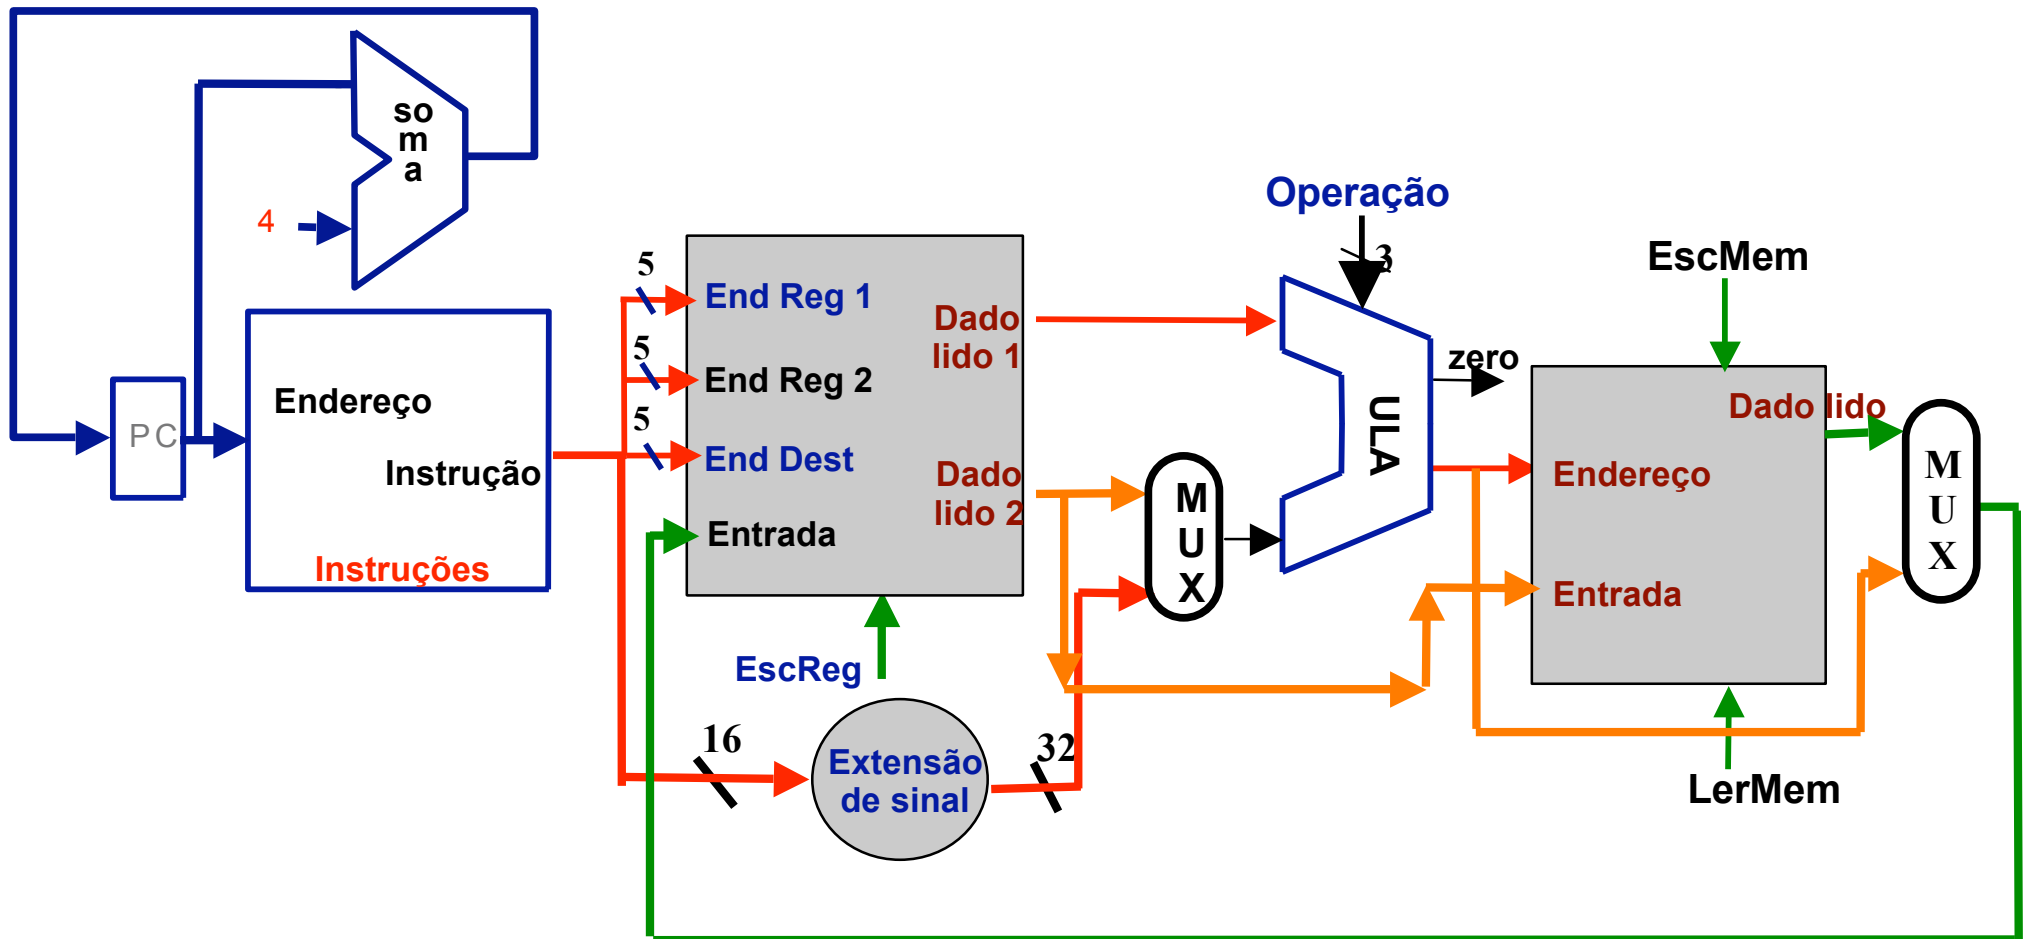 so
m
a
4
PC
Endereço
Instrução
Instruções
5
5
5
End Reg 1
End Reg 2
End Dest
Entrada
Dado
lido 1
Dado
lido 2
EscReg
16
Extensão
de sinal
32
M
U
X
Operação
3
ULA
zero
EscMem
Dado lido
Endereço
Entrada
LerMem
M
U
X